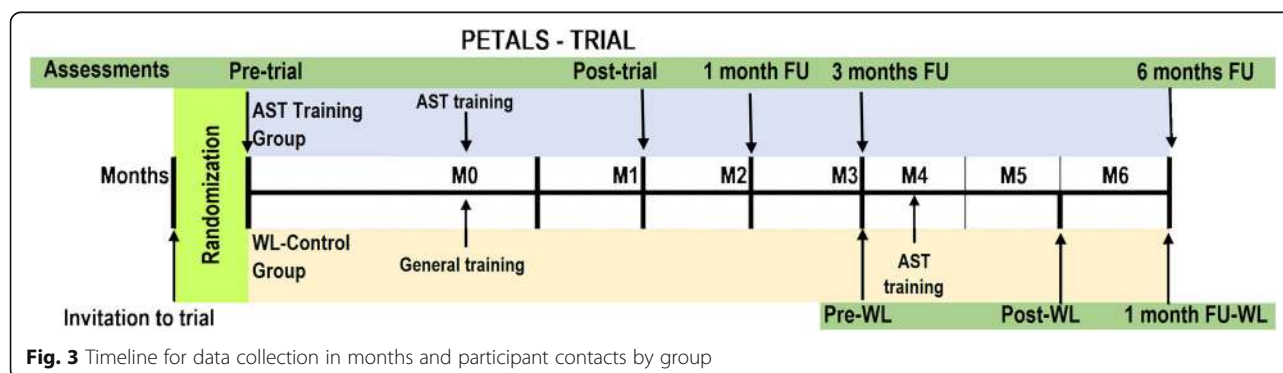 PETALS - TRIAL
Assessments Pre-trial Post-trial 1 month FU 3 months FU 6 months FU
AST Training
Group
AST training
Months M0 M1 M2 M3 M4 M5 M6
Randomization
WL-Control
Group
General training
AST
training
Invitation to trial
Pre-WL Post-WL 1 month FU-WL
Fig. 3 Timeline for data collection in months and participant contacts by group